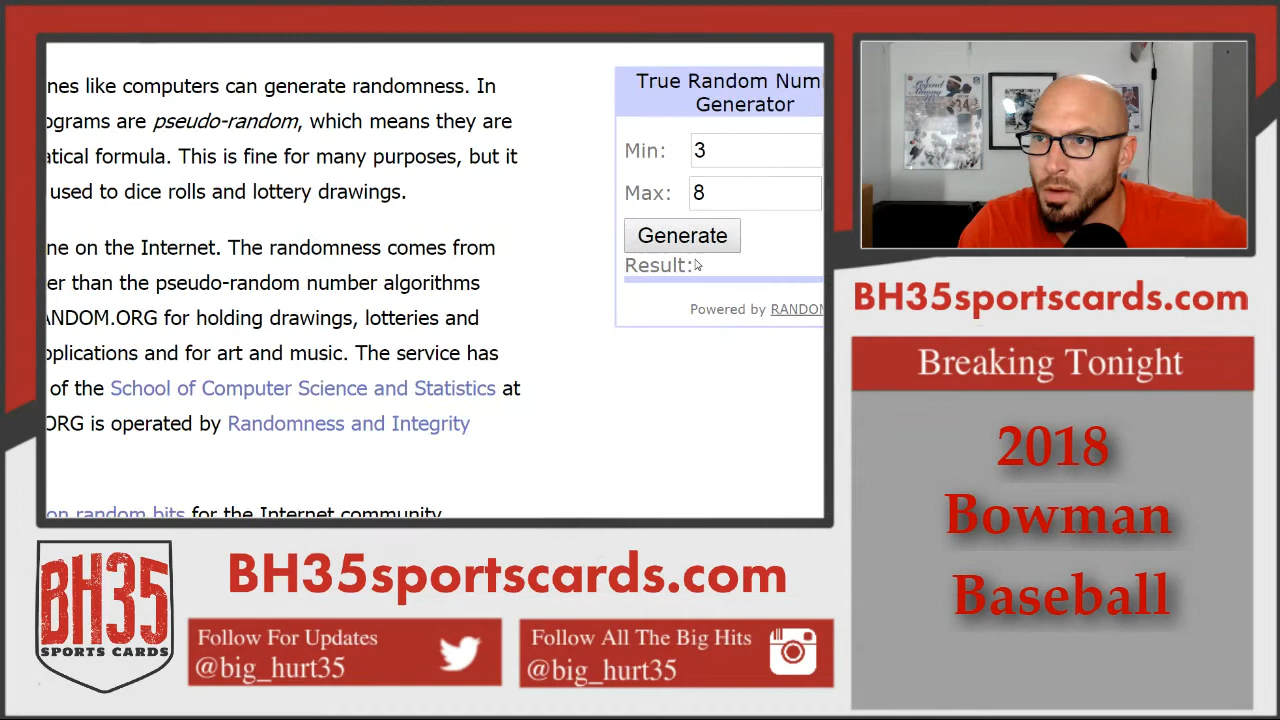 nes like computers can generate randomness. In
ograms are pseudo-random, which means they are
atical formula. This is fine for many purposes, but it
used to dice rolls and lottery drawings.
ne on the Internet. The randomness comes from
er than the pseudo-random number algorithms
ANDOM.ORG for holding drawings, lotteries and
pplications and for art and music. The service has
of the School of Computer Science and Statistics at
ORG is operated by Randomness and Integrity
on random bits for the Internet community.
True Random Num
Generator
Min: 3
Max: 8
Generate
Result:
Powered by RANDO
BH35sportscards.com
Breaking Tonight
2018
Bowman
Baseball
BH35
SPORTS CARDS
BH35sportscards.com
Follow For Updates
@big_hurt35
Follow All The Big Hits
@big_hurt35